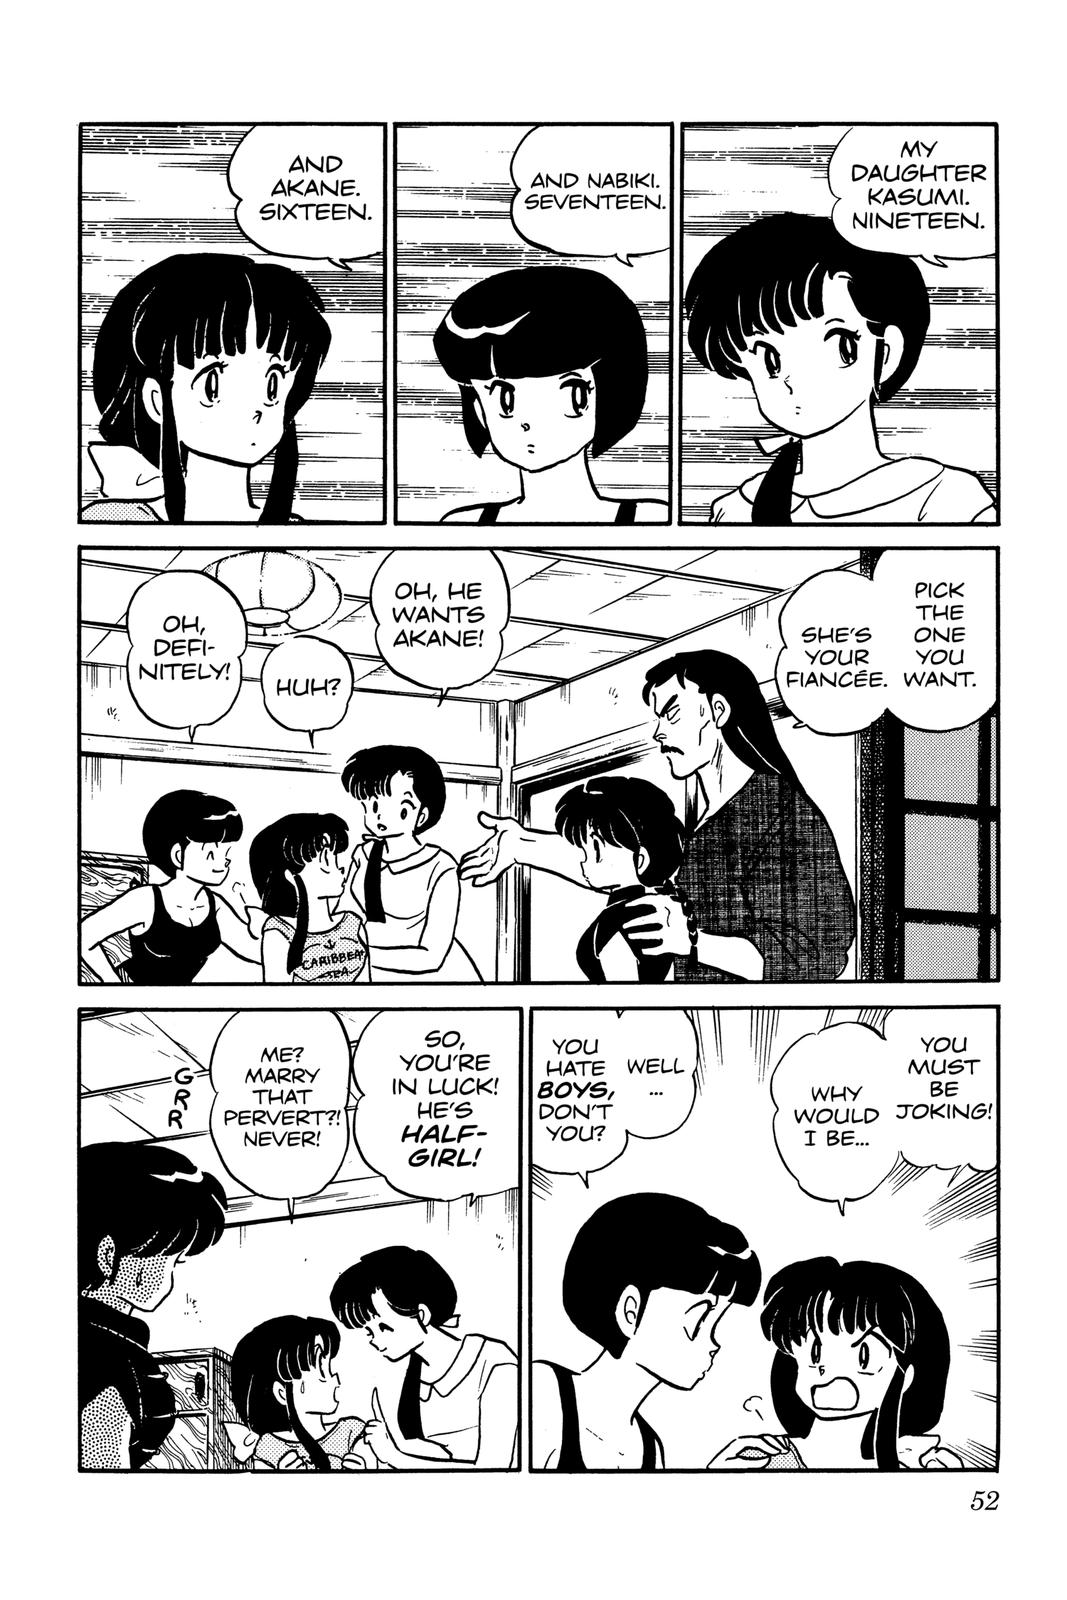 MY
DAUGHTER
KASUMI.
NINETEEN.
AND NABIKI.
SEVENTEEN.
AND
AKANE.
SIXTEEN.
PICK
THE
ONE
YOU
WANT.
SHE'S
YOUR
FIANCÉE.
OH, HE
WANTS
AKANE!
HUH?
OH,
DEFI-
NITELY!
CARIBBEA
SEA
YOU
MUST
BE
JOKING!
WHY
WOULD
I BE...
WELL
...
YOU
HATE
BOYS,
DON'T
YOU?
SO,
YOU'RE
IN LUCK!
HE'S
HALF-
GIRL!
ME?
MARRY
THAT
PERVERT?!
NEVER!
GRR
52